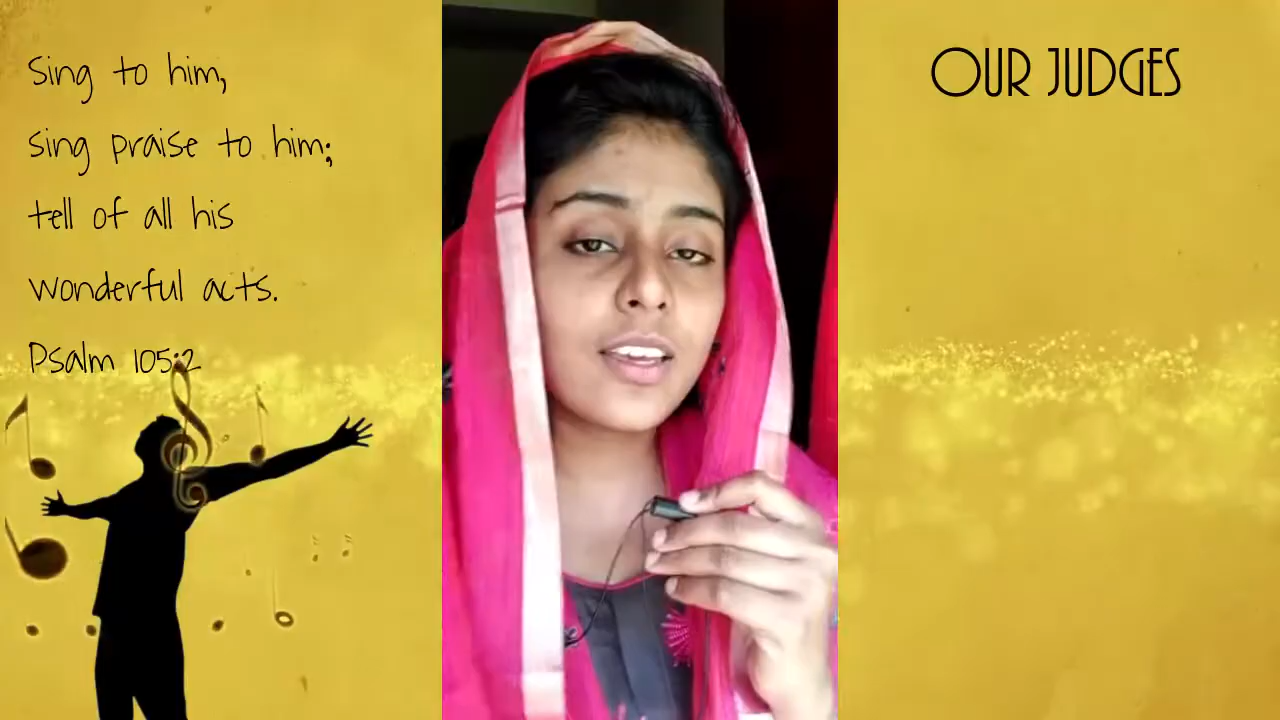 Sing to him,
sing praise to him;
tell of all his
wonderful acts.
Psalm 105:2
OUR JUDGES